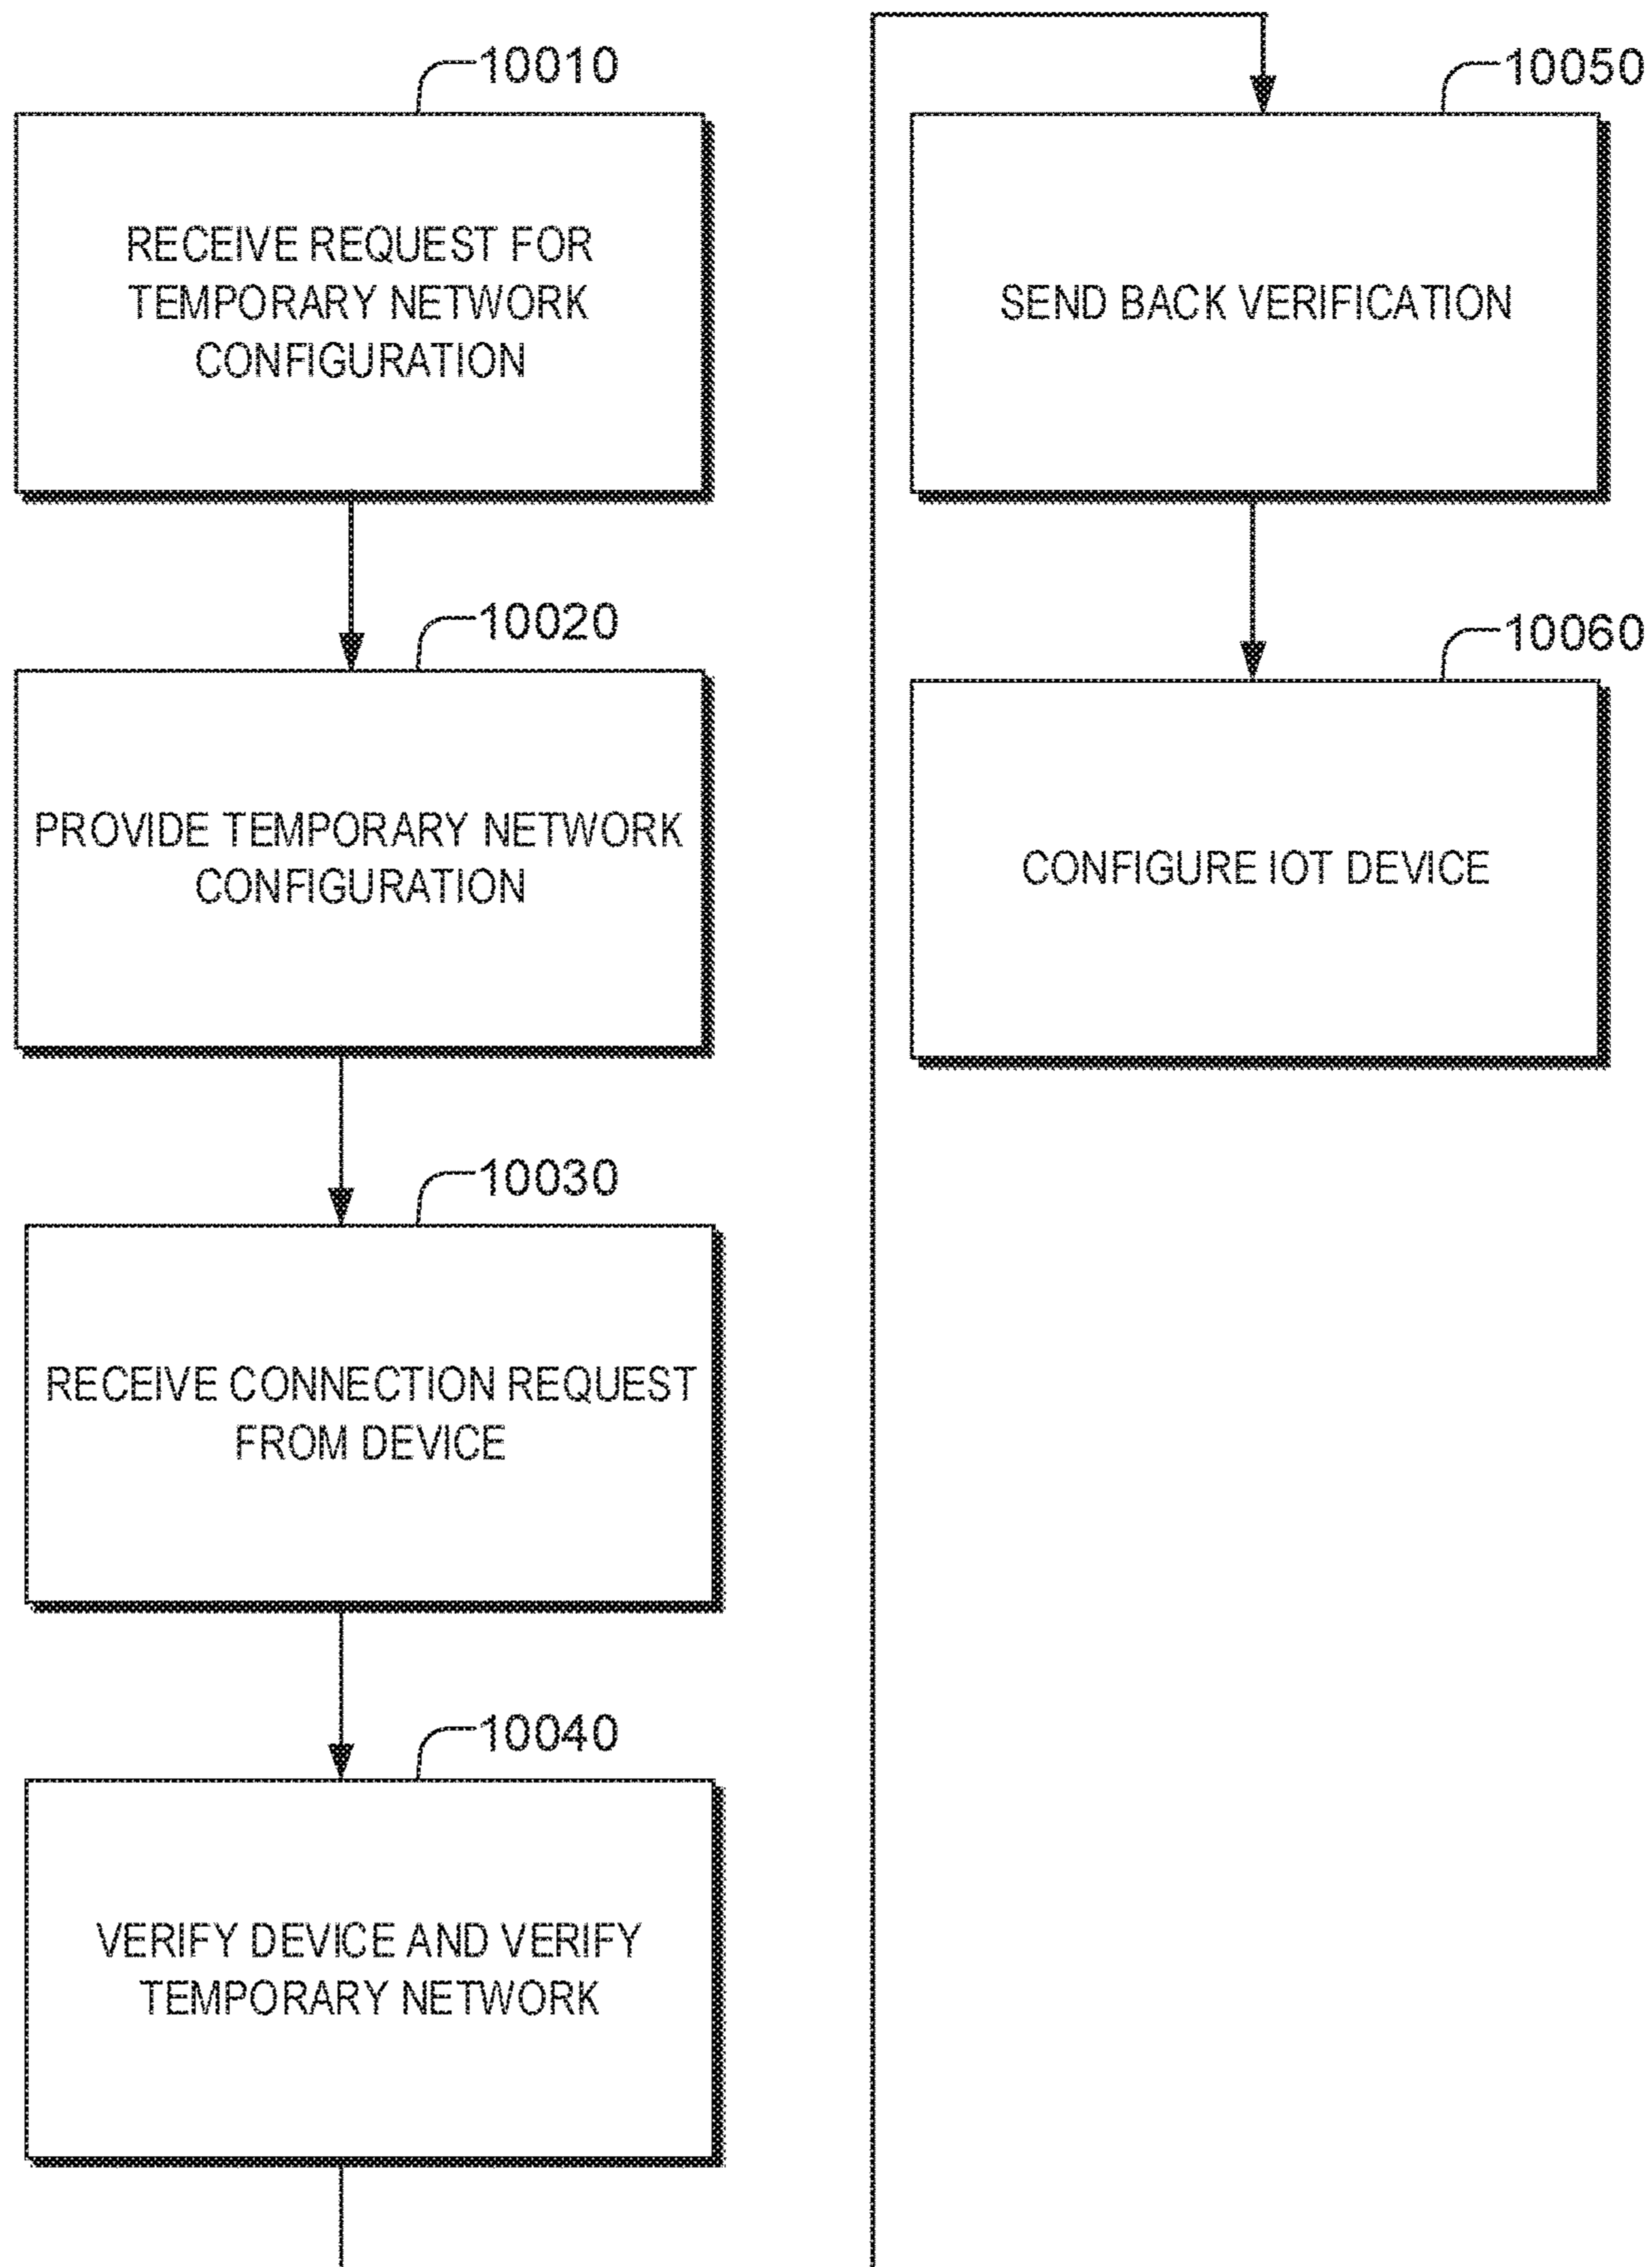 10010
RECEIVE REQUEST FOR
TEMPORARY NETWORK
CONFIGURATION
10020
PROVIDE TEMPORARY NETWORK
CONFIGURATION
10030
RECEIVE CONNECTION REQUEST
FROM DEVICE
10040
VERIFY DEVICE AND VERIFY
TEMPORARY NETWORK
10050
SEND BACK VERIFICATION
10060
CONFIGURE IOT DEVICE